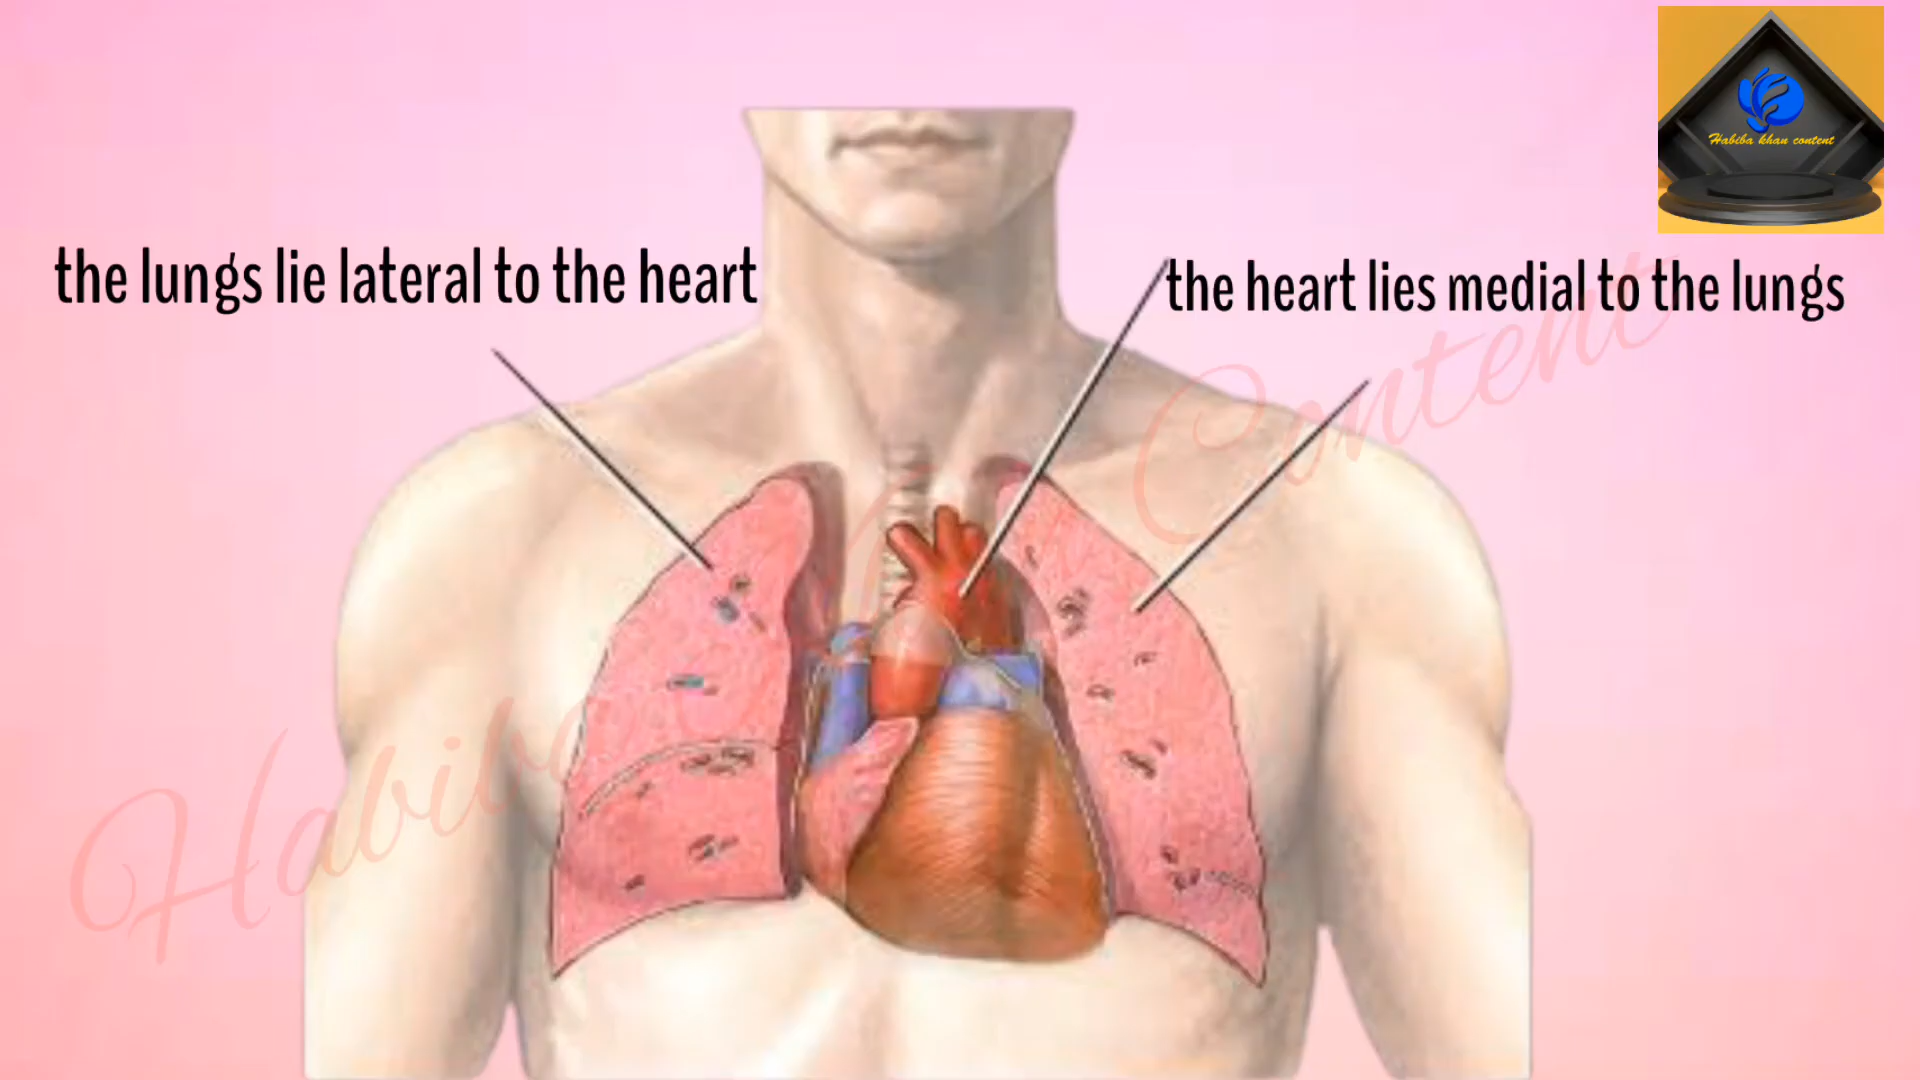 Habiba khan content
the lungs lie lateral to the heart
the heart lies medial to the lungs
Habiba Khan Content